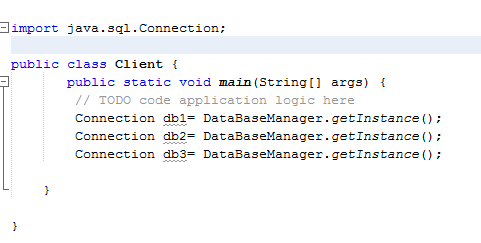 import java.sql.Connection;
public class Client {
public static void main(String[] args) {
// TODO code application logic here
Connection db1= DataBaseManager.getInstance();
Connection db2= DataBaseManager.getInstance();
Connection db3= DataBaseManager.getInstance();
}
}